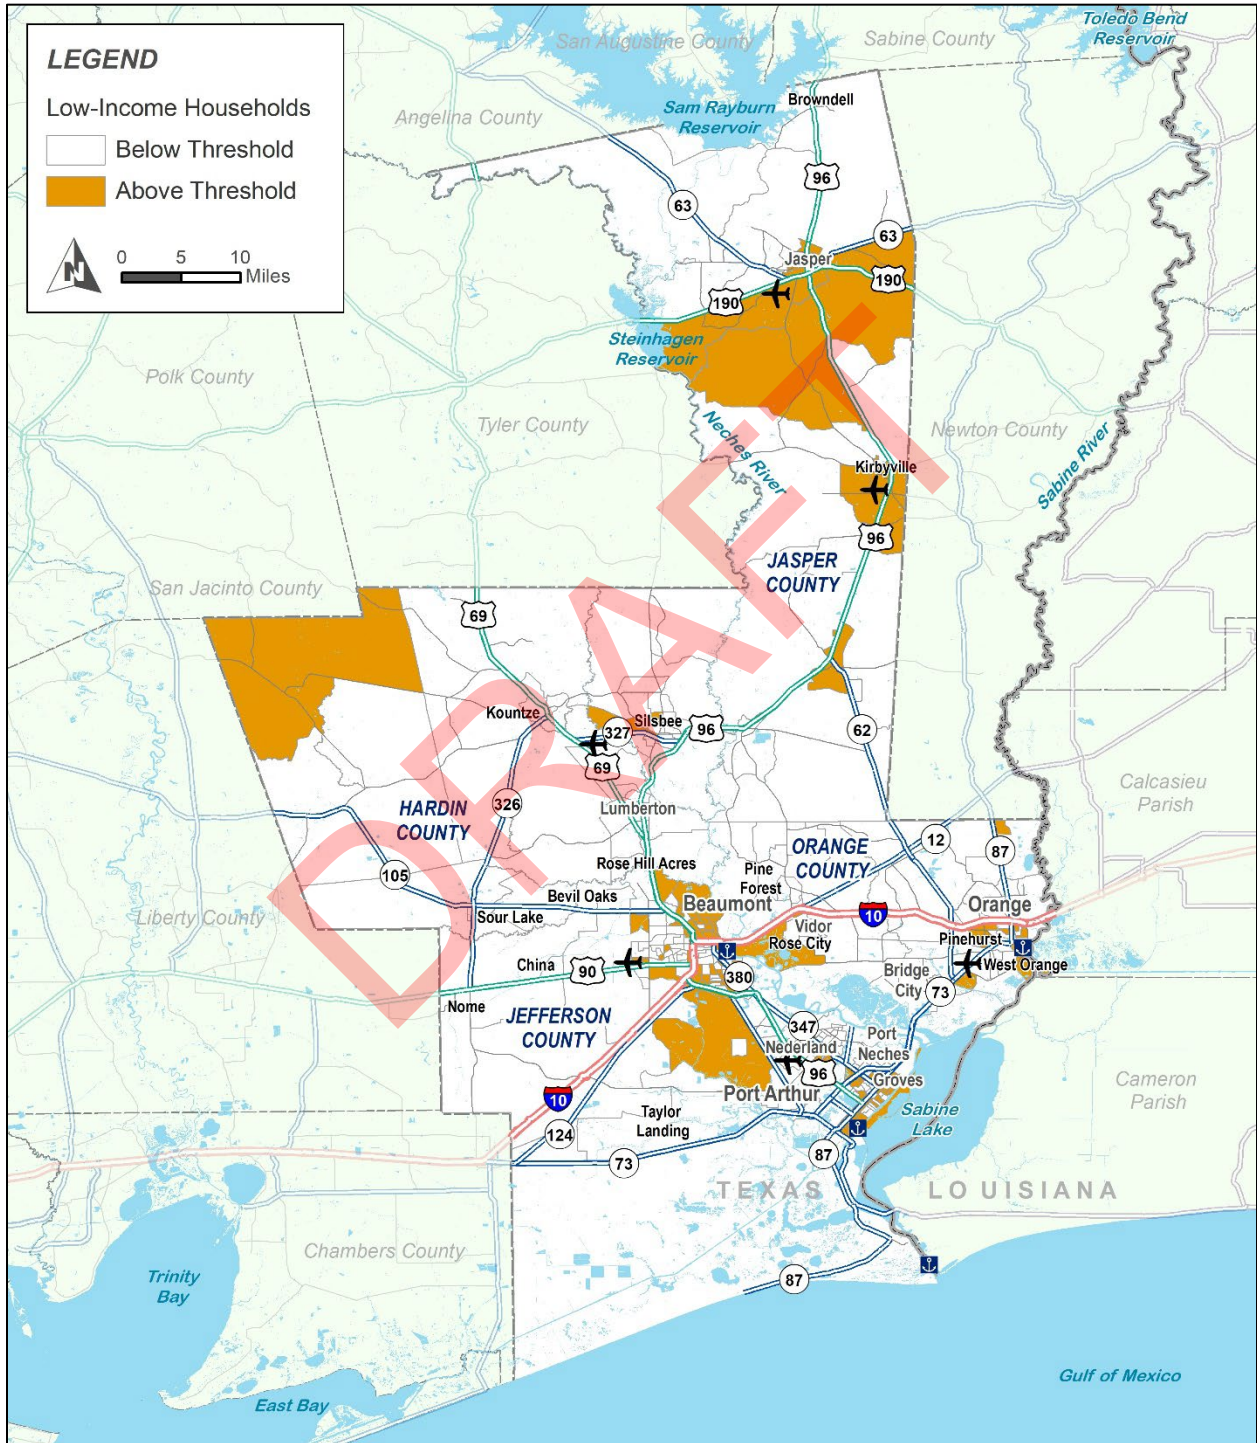 LEGEND
Low-Income Households
Below Threshold
Above Threshold
N
0 5 10
Miles
Toledo Bend
Reservoir
San Augustine County
Sabine County
Angelina County
Sam Rayburn
Reservoir
Browndell
96
63
63
Jasper
190
190
Steinhagen
Reservoir
Polk County
Tyler County
Neches River
Newton County
Sabine River
Kirbyville
96
JASPER
COUNTY
San Jacinto County
69
Kountze
327
Silsbee
96
62
69
HARDIN
COUNTY
326
Lumberton
Calcasieu
Parish
ORANGE
COUNTY
12
87
105
Rose Hill Acres
Pine
Forest
Bevil Oaks
Beaumont
Orange
Liberty County
Sour Lake
10
Vidor
Rose City
Pinehurst
West Orange
China
90
380
Bridge
City
73
Nome
JEFFERSON
COUNTY
347
Nederland
Port
Neches
96
Groves
Port Arthur
Cameron
Parish
10
Taylor
Landing
Sabine
Lake
124
73
87
TEXAS
LOUISIANA
Chambers County
Trinity
Bay
87
East Bay
Gulf of Mexico
DRAFT